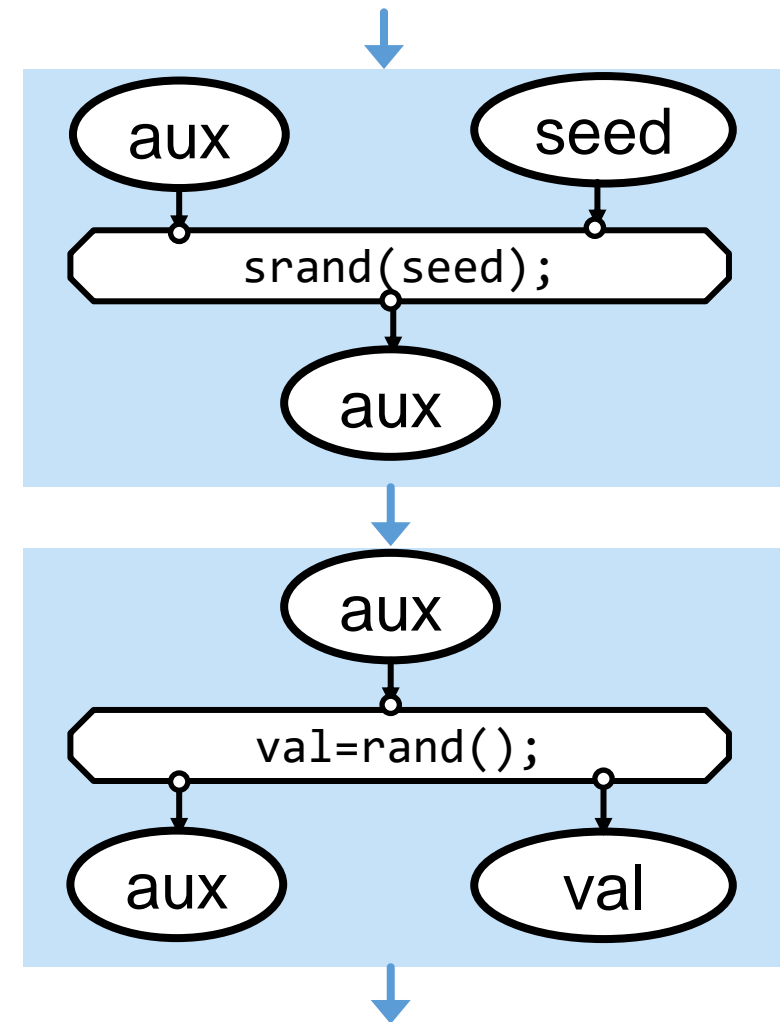 aux
seed
srand(seed);
aux
aux
val=rand();
aux
val